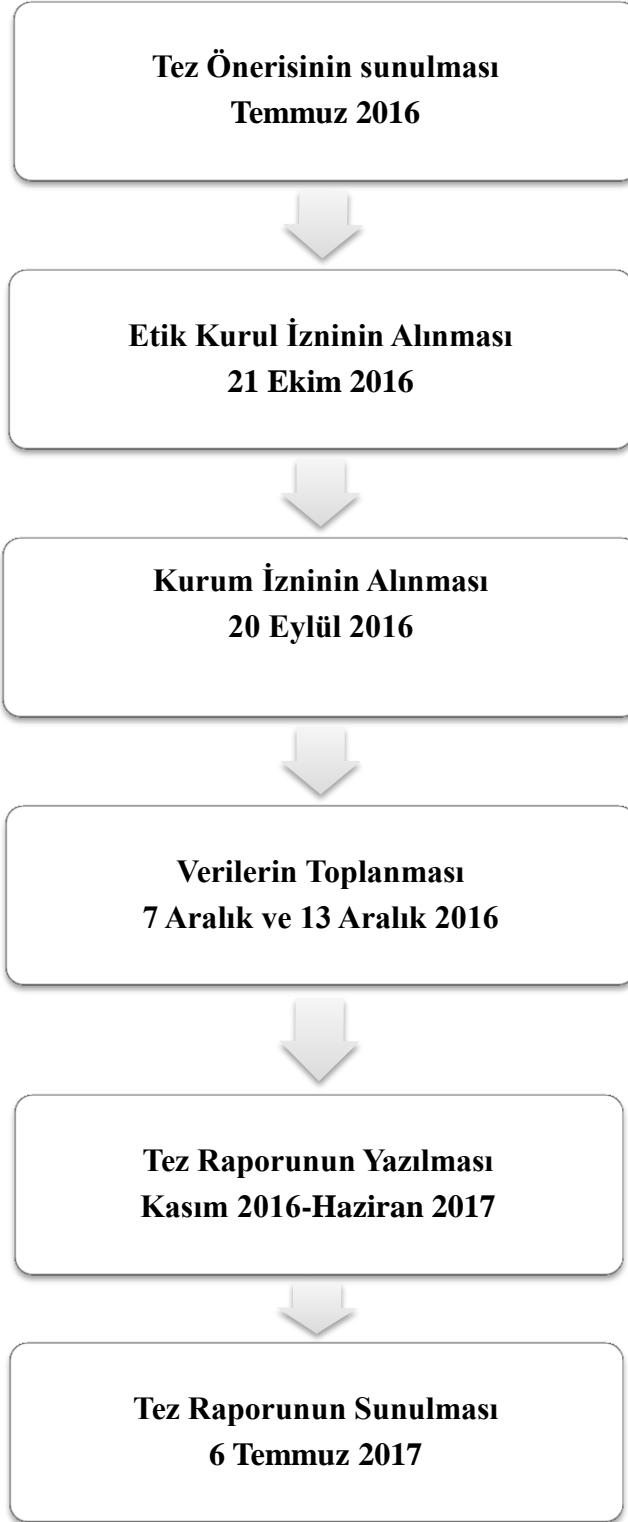 Tez Önerisinin sunulması
Temmuz 2016
Etik Kurul İzninin Alınması
21 Ekim 2016
Kurum İzninin Alınması
20 Eylül 2016
Verilerin Toplanması
7 Aralık ve 13 Aralık 2016
Tez Raporunun Yazılması
Kasım 2016-Haziran 2017
Tez Raporunun Sunulması
6 Temmuz 2017